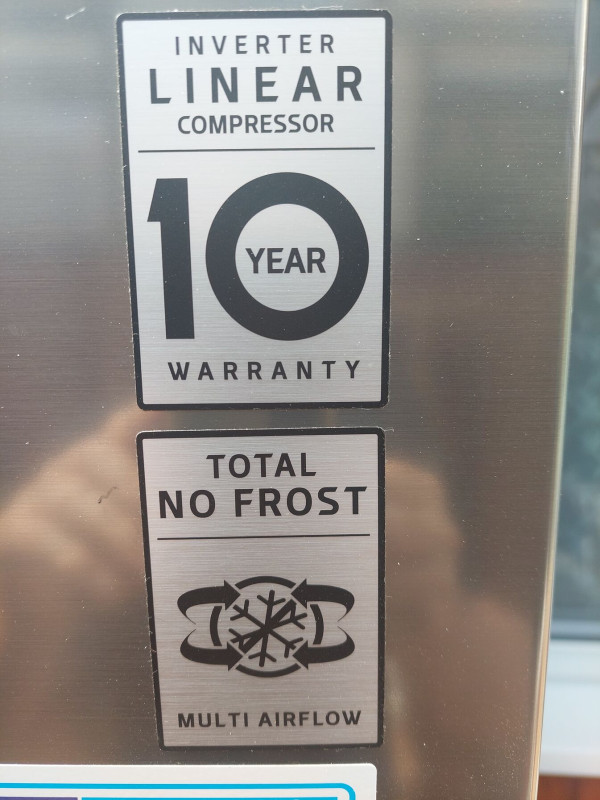 INVERTER
LINEAR
COMPRESSOR
10
YEAR
WARRANTY
TOTAL
NO FROST
MULTI AIRFLOW